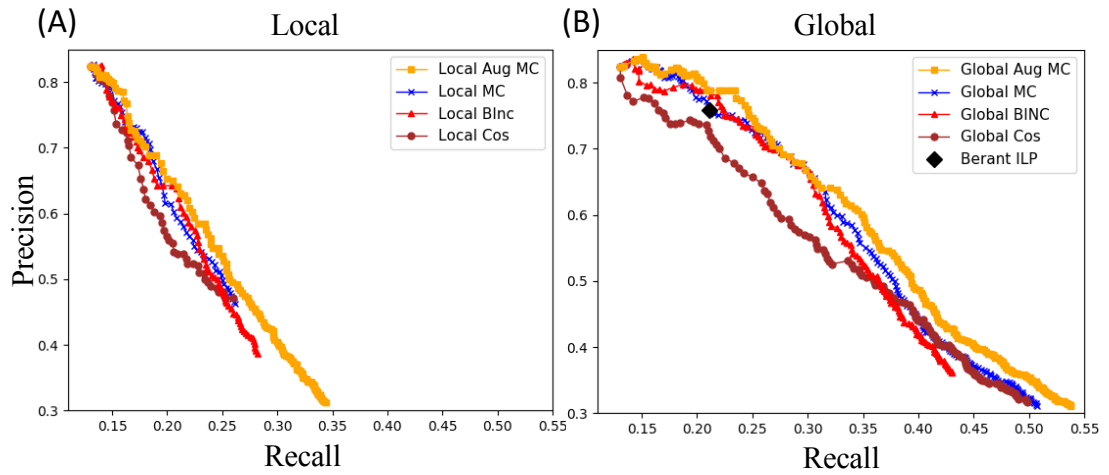 (A) Local
Precision
0.8
0.7
0.6
0.5
0.4
0.3
0.15 0.20 0.25 0.30 0.35 0.40 0.45 0.50 0.55
Recall
Local Aug MC
Local MC
Local BInc
Local Cos
(B) Global
0.8
0.7
0.6
0.5
0.4
0.3
0.15 0.20 0.25 0.30 0.35 0.40 0.45 0.50 0.55
Recall
Global Aug MC
Global MC
Global BINC
Global Cos
Berant ILP